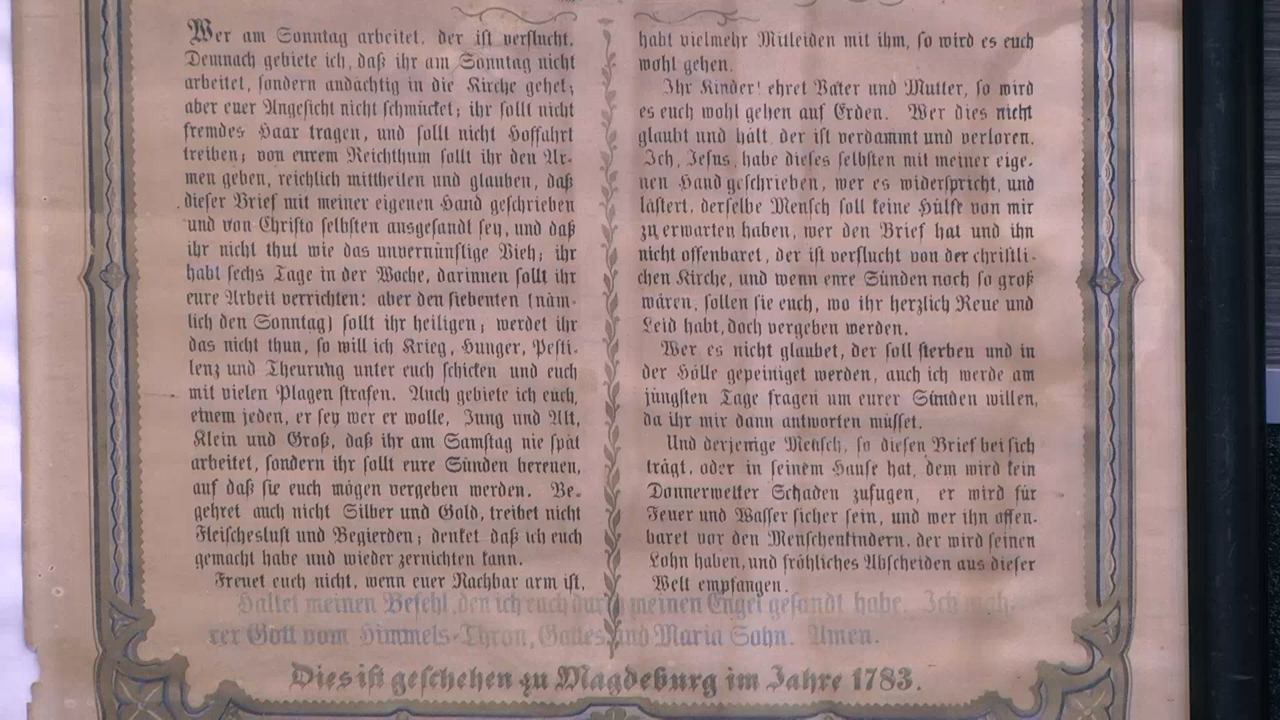 Wer am Sonntag arbeitet, der ist verflucht.
Demnach gebiete ich, daß ihr am Sonntag nicht
arbeitet, sondern andächtig in die Kirche gehet;
aber euer Angesicht nicht schmücket; ihr sollt nicht
fremdes Haar tragen, und sollt nicht Hoffahrt
treiben; von eurem Reichthum sollt ihr den Ar-
men geben, reichlich mittheilen und glauben, daß
dieser Brief mit meiner eigenen Hand geschrieben
und von Christo selbsten ausgesandt sey, und daß
ihr nicht thut wie das unvernünftige Vieh; ihr
habt sechs Tage in der Woche, darinnen sollt ihr
eure Arbeit verrichten: aber den siebenten (näm-
lich den Sonntag) sollt ihr heiligen; werdet ihr
das nicht thun, so will ich Krieg, Hunger, Pesti-
lenz und Theurung unter euch schicken und euch
mit vielen Plagen strafen. Auch gebiete ich euch,
einem jeden, er sey wer er wolle, Jung und Alt,
Klein und Groß, daß ihr am Samstag nie spät
arbeitet, sondern ihr sollt eure Sünden bereuen,
auf daß sie euch mögen vergeben werden. Be-
gehret auch nicht Silber und Gold, treibet nicht
Fleischeslust und Begierden; denket daß ich euch
gemacht habe und wieder zernichten kann.
Freuet euch nicht, wenn euer Nachbar arm ist,
habt vielmehr Mitleiden mit ihm, so wird es euch
wohl gehen.
Ihr Kinder! ehret Vater und Mutter, so wird
es euch wohl gehen auf Erden. Wer dies nicht
glaubt und hält, der ist verdammt und verloren.
Ich, Jesus, habe dieses selbsten mit meiner eige-
nen Hand geschrieben, wer es widerspricht, und
lästert, derselbe Mensch soll keine Hülfe von mir
zu erwarten haben, wer den Brief hat und ihn
nicht offenbaret, der ist verflucht von der christli-
chen Kirche, und wenn eure Sünden noch so groß
wären, sollen sie euch, wo ihr herzlich Reue und
Leid habt, doch vergeben werden.
Wer es nicht glaubet, der soll sterben und in
der Hölle gepeiniget werden, auch ich werde am
jüngsten Tage fragen um eurer Sünden willen,
da ihr mir dann antworten müsset.
Und derjenige Mensch, so diesen Brief bei sich
trägt, oder in seinem Hause hat, dem wird kein
Donnerwetter Schaden zufügen, er wird für
Feuer und Wasser sicher sein, und wer ihn offen-
baret vor den Menschenkindern, der wird seinen
Lohn haben, und fröhliches Abscheiden aus dieser
Welt empfangen.
Haltet meinen Befehl, den ich euch durch meinen Engel gesandt habe. Ich wah-
rer Gott vom Himmels-Thron, Gottes und Maria Sohn. Amen.
Dies ist geschehen zu Magdeburg im Jahre 1783.